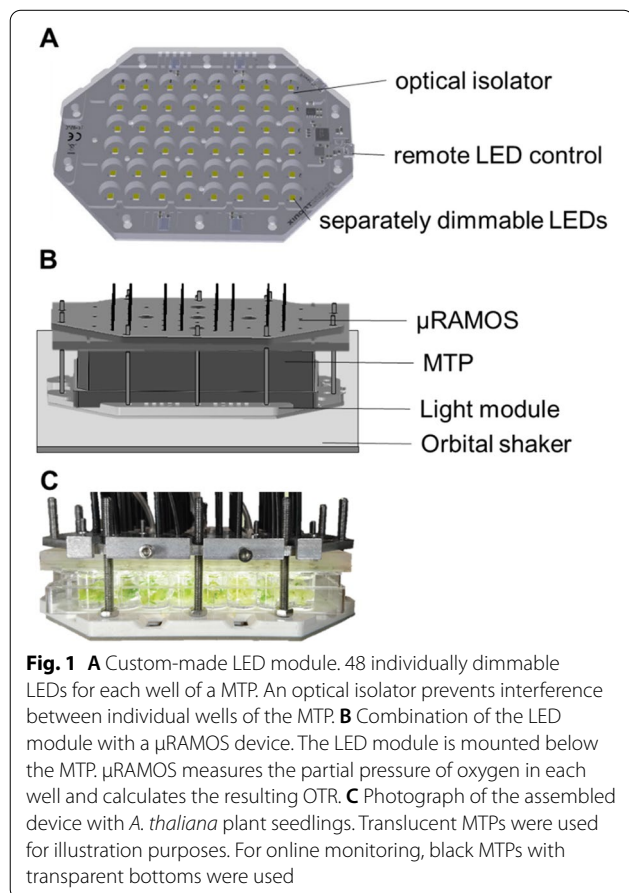 A
optical isolator
remote LED control
separately dimmable LEDs
B
µRAMOS
MTP
Light module
Orbital shaker
C
Fig. 1 A Custom-made LED module. 48 individually dimmable
LEDs for each well of a MTP. An optical isolator prevents interference
between individual wells of the MTP. B Combination of the LED
module with a µRAMOS device. The LED module is mounted below
the MTP. µRAMOS measures the partial pressure of oxygen in each
well and calculates the resulting OTR. C Photograph of the assembled
device with A. thaliana plant seedlings. Translucent MTPs were used
for illustration purposes. For online monitoring, black MTPs with
transparent bottoms were used